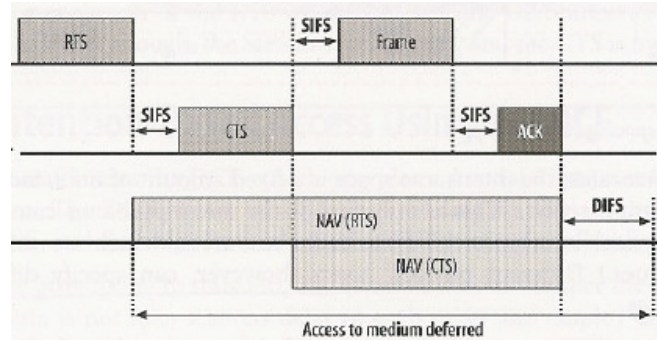 RTS
SIFS
Frame
SIFS
CTS
SIFS
ACK
NAV (RTS)
DIFS
NAV (CTS)
Access to medium deferred